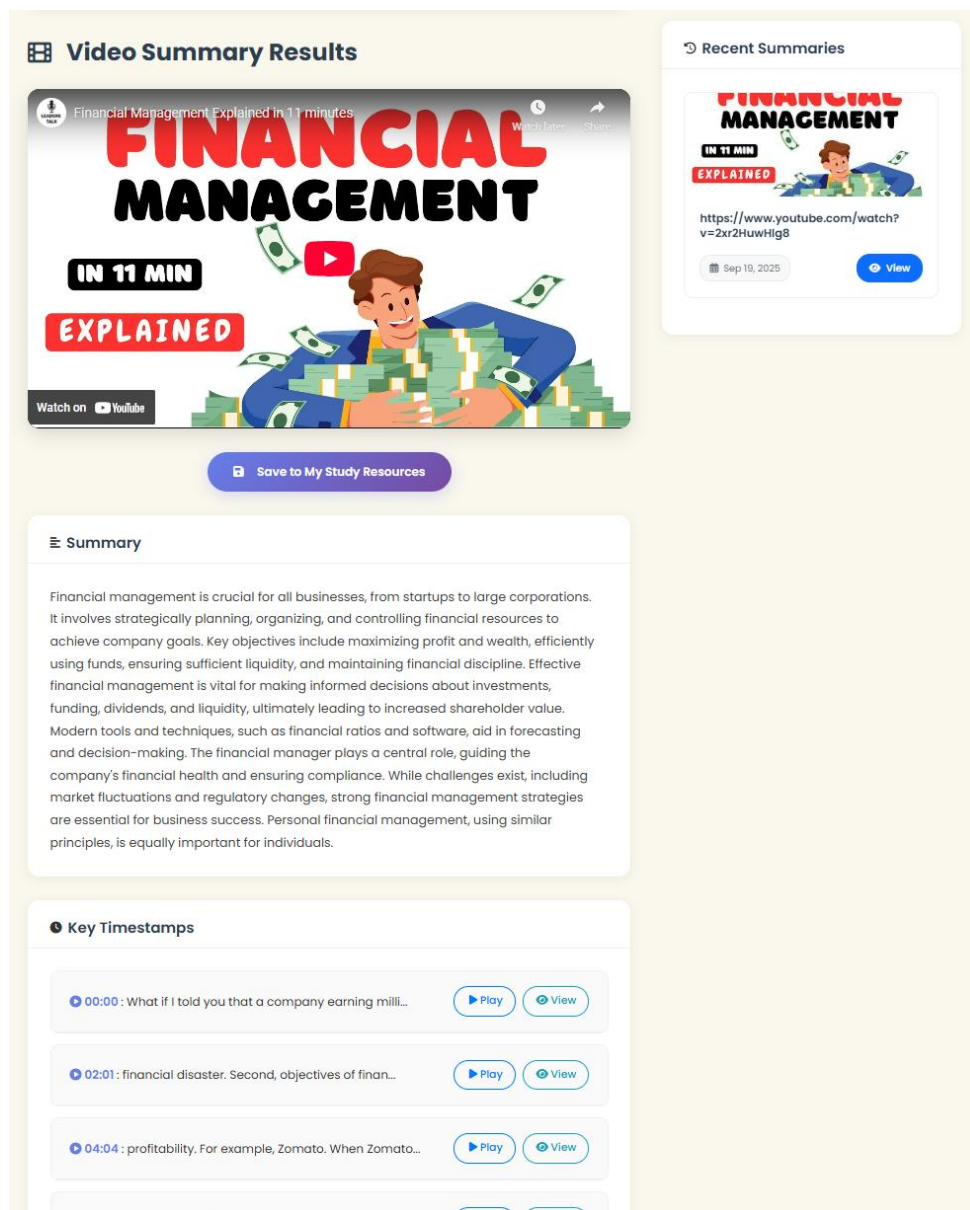 Video Summary Results
LEADERS
TALK
Financial Management Explained in 11 minutes
Watch later
Share
FINANCIAL
MANAGEMENT
IN 11 MIN
EXPLAINED
Watch on YouTube
Save to My Study Resources
Summary
Financial management is crucial for all businesses, from startups to large corporations.
It involves strategically planning, organizing, and controlling financial resources to
achieve company goals. Key objectives include maximizing profit and wealth, efficiently
using funds, ensuring sufficient liquidity, and maintaining financial discipline. Effective
financial management is vital for making informed decisions about investments,
funding, dividends, and liquidity, ultimately leading to increased shareholder value.
Modern tools and techniques, such as financial ratios and software, aid in forecasting
and decision-making. The financial manager plays a central role, guiding the
company's financial health and ensuring compliance. While challenges exist, including
market fluctuations and regulatory changes, strong financial management strategies
are essential for business success. Personal financial management, using similar
principles, is equally important for individuals.
Key Timestamps
00:00 : What if I told you that a company earning milli... Play View
02:01 : financial disaster. Second, objectives of finan... Play View
04:04 : profitability. For example, Zomato. When Zomato... Play View
Recent Summaries
FINANCIAL
MANAGEMENT
IN 11 MIN
EXPLAINED
https://www.youtube.com/watch?
v=2xr2HuwHlg8
Sep 19, 2025
View